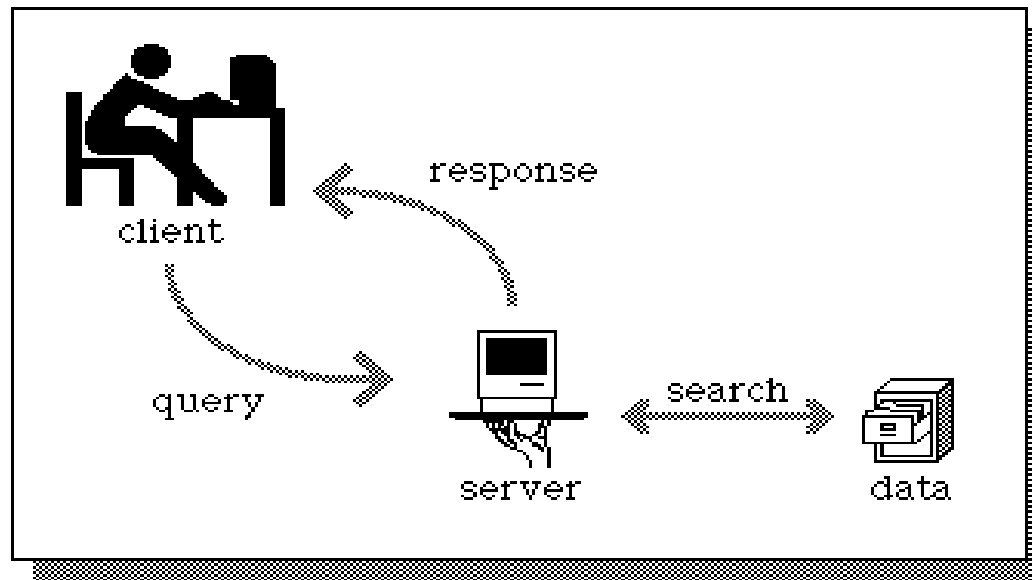 response
client
query
search
server
data